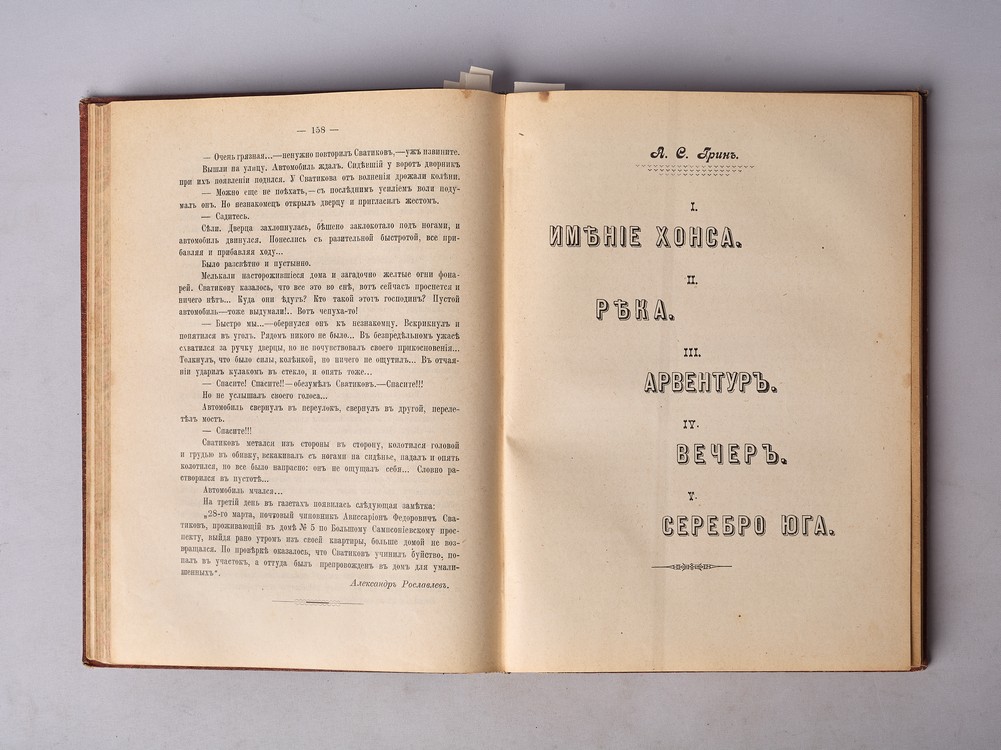 — 158 —
— Очень грязная...—ненужно повторилъ Сватиковъ,—ужъ извините.
Вышли на улицу. Автомобиль ждалъ. Сидѣвшій у воротъ дворникъ
при ихъ появленіи поднлся. У Сватикова отъ волненія дрожали колѣни,
— Можно еще не поѣхать,—съ послѣднимъ усиліемъ воли поду-
малъ онъ. Но незнакомецъ открылъ дверцу и пригласилъ жестомъ.
— Садитесь.
Сѣли. Дверца захлопнулась, бѣшено заклокотало подъ ногами, и
автомобиль двинулся. Понеслись съ разительной быстротой, все при-
бавляя и прибавляя ходу...
Было разсвѣтно и пустынно.
Мелькали насторожившіеся дома и загадочно желтые огни фона-
рей. Сватикову казалось, что все это во снѣ, вотъ сейчасъ проснется и
ничего нѣтъ... Куда они ѣдутъ? Кто такой этотъ господинъ? Пустой
автомобиль—тоже выдумали!.. Вотъ чепуха-то!
— Быстро мы...—обернулся онъ къ незнакомцу. Вскрикнулъ и
попятился въ уголъ. Рядомъ никого не было... Въ безпредѣльномъ ужасѣ
схватился за ручку дверцы, но не почувствовалъ своего прикосновенія...
Толкнулъ, что было силы, колѣнкой, но ничего не ощутилъ... Въ отчая-
ніи ударилъ кулакомъ въ стекло, и опять тоже...
— Спасите! Спасите!!—обезумѣлъ Сватиковъ.—Спасите!!!
Но не услышалъ своего голоса...
Автомобиль свернулъ въ переулокъ, свернулъ въ другой, переле-
тѣлъ мостъ.
— Спасите!!!
Сватиковъ метался изъ стороны въ сторону, колотился головой
и грудью въ обивку, вскакивалъ съ ногами на сидѣнье, падалъ и опять
колотился, но все было напрасно: онъ не ощущалъ себя... Словно ра-
створился въ пустотѣ...
Автомобиль мчался...
На третій день въ газетахъ появилась слѣдующая замѣтка:
„28-го марта, почтовый чиновникъ Ависсаріонъ Федоровичъ Сва-
тиковъ, проживающій въ домѣ № 5 по Большому Сампсоніевскому прос-
пекту, выйдя рано утромъ изъ своей квартиры, больше домой не воз-
вращался. По провѣркѣ оказалось, что Сватиковъ учинилъ буйство, по-
палъ въ участокъ, а оттуда былъ препровожденъ въ домъ для умали-
шенныхъ“.
Александръ Рославлевъ.
А. С. Гринъ.
I.
ИМѢНІЕ ХОНСА.
II.
РѢКА.
III.
АРВЕНТУРЪ.
IV.
ВЕЧЕРЪ.
V.
СЕРЕБРО ЮГА.